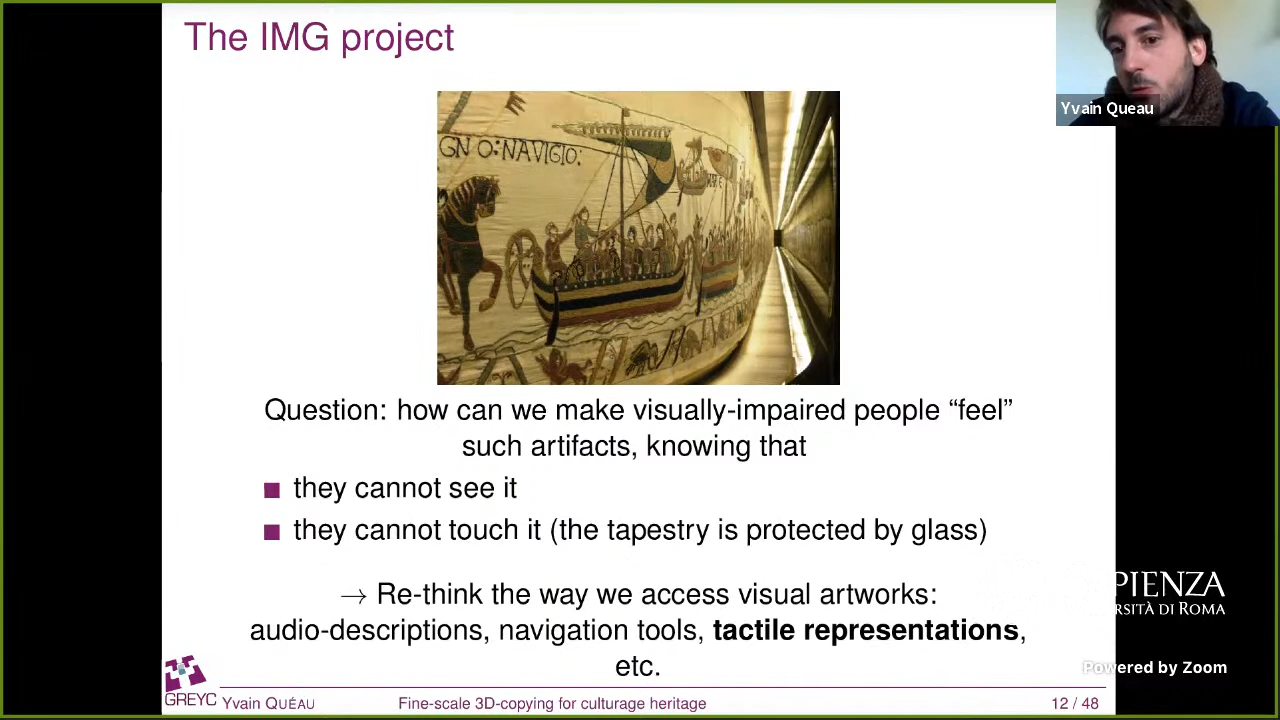 The IMG project
Yvain Queau
GN O:NAVIGIO:
Question: how can we make visually-impaired people “feel”
such artifacts, knowing that
they cannot see it
they cannot touch it (the tapestry is protected by glass)
→ Re-think the way we access visual artworks:
audio-descriptions, navigation tools, tactile representations,
etc.
PIENZA
RSITÀ DI ROMA
Powered by Zoom
GREYC
Yvain QUÉAU
Fine-scale 3D-copying for culturage heritage
12 / 48